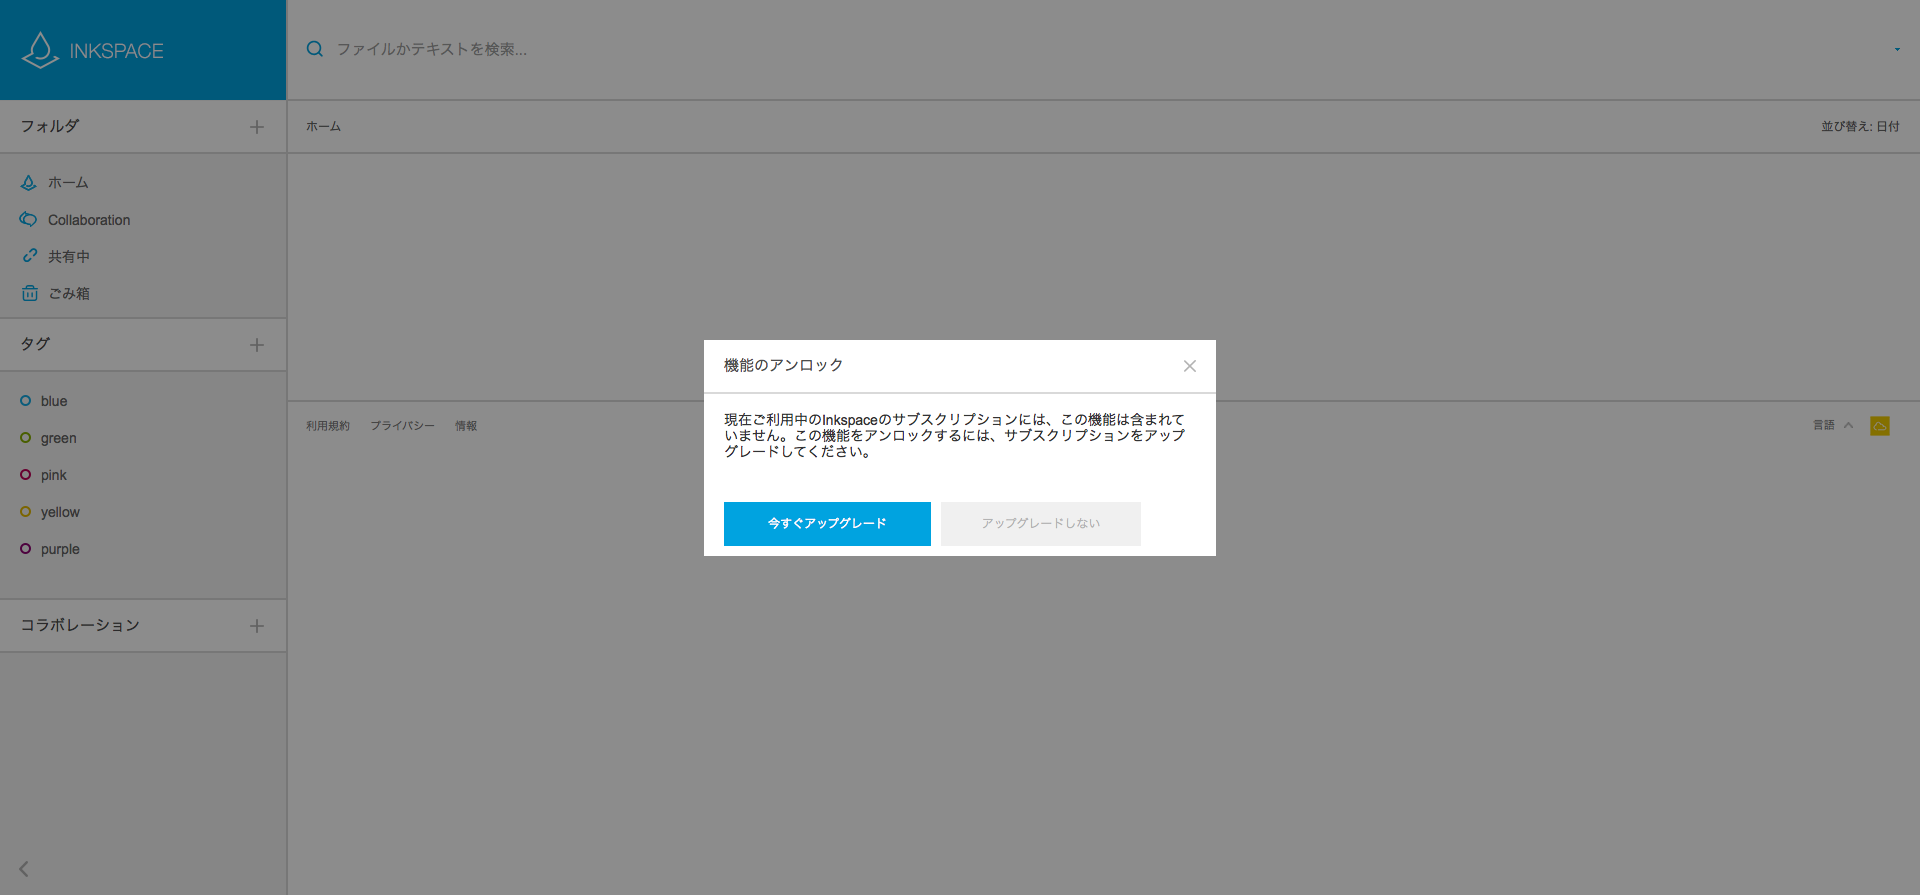 INKSPACE
ファイルかテキストを検索...
フォルダ
ホーム
並び替え: 日付
ホーム
Collaboration
共有中
ごみ箱
タグ
blue
green
pink
yellow
purple
コラボレーション
機能のアンロック
現在ご利用中のInkspaceのサブスクリプションには、この機能は含まれて
いません。この機能をアンロックするには、サブスクリプションをアップ
グレードしてください。
今すぐアップグレード
アップグレードしない
利用規約
プライバシー
情報
言語